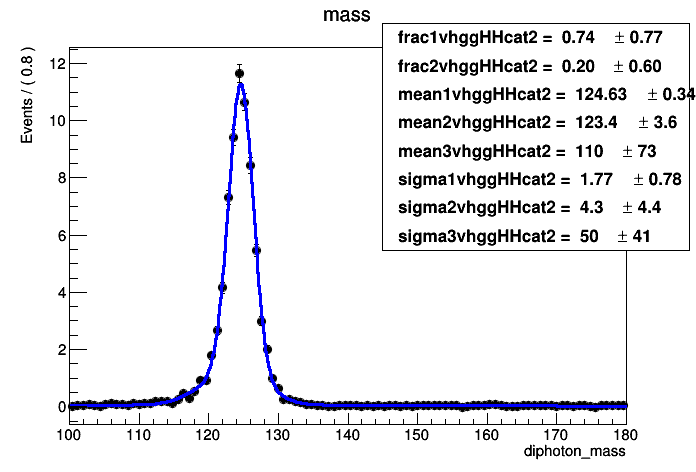 mass
frac1vhggHHcat2 = 0.74 ± 0.77
frac2vhggHHcat2 = 0.20 ± 0.60
mean1vhggHHcat2 = 124.63 ± 0.34
mean2vhggHHcat2 = 123.4 ± 3.6
mean3vhggHHcat2 = 110 ± 73
sigma1vhggHHcat2 = 1.77 ± 0.78
sigma2vhggHHcat2 = 4.3 ± 4.4
sigma3vhggHHcat2 = 50 ± 41
Events / ( 0.8 )
12
10
8
6
4
2
0
100 110 120 130 140 150 160 170 180
diphoton_mass